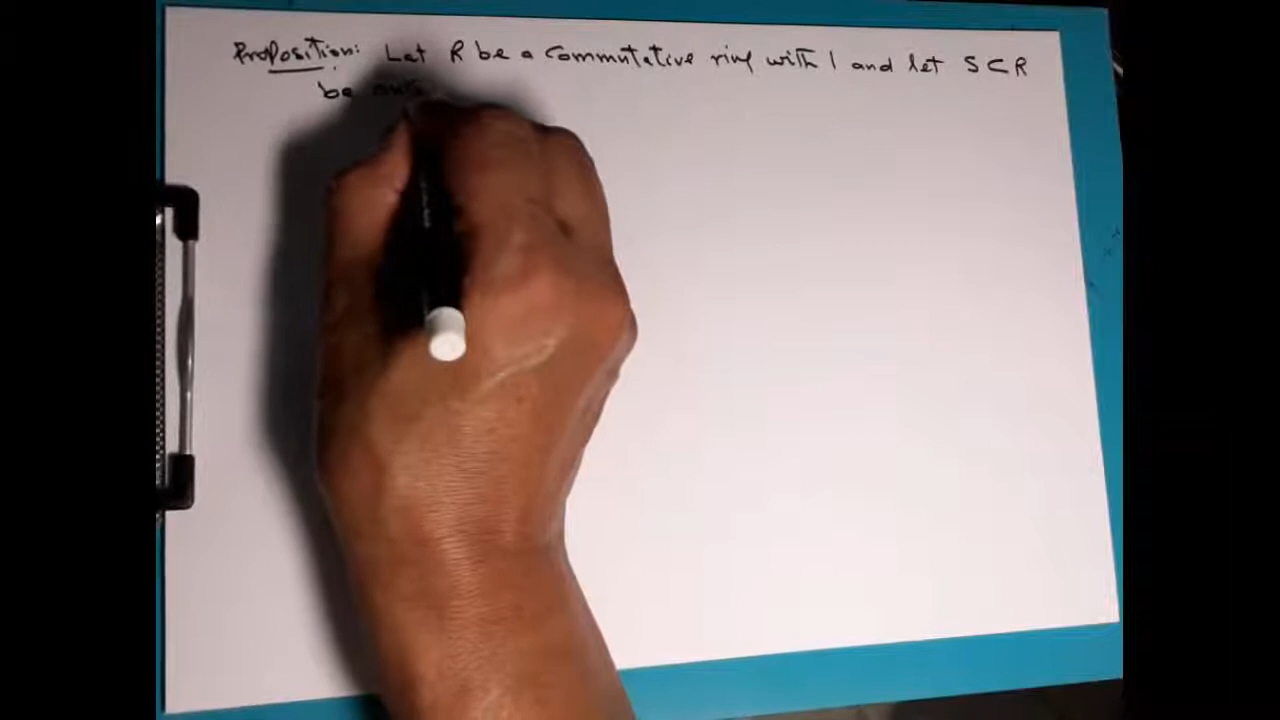 Proposition: Let R be a commutative ring with 1 and let S ⊂ R
be